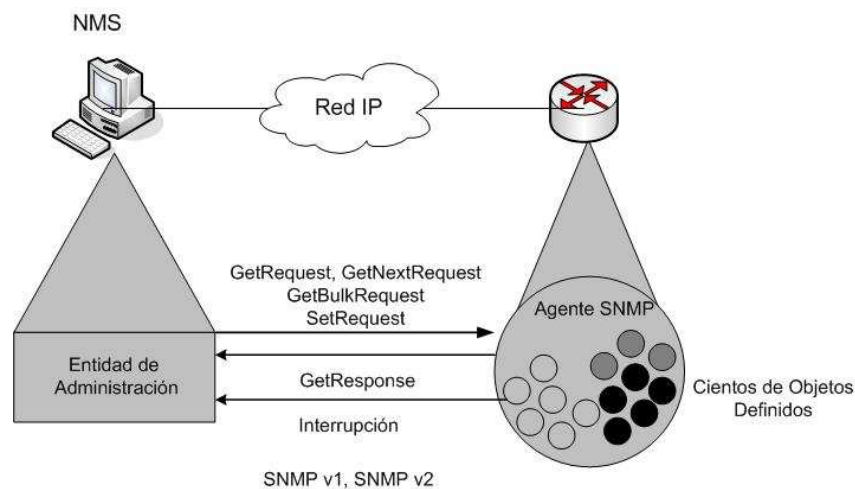 NMS
Red IP
GetRequest, GetNextRequest
GetBulkRequest
SetRequest
Agente SNMP
Entidad de
Administración
GetResponse
Cientos de Objetos
Definidos
Interrupción
SNMP v1, SNMP v2